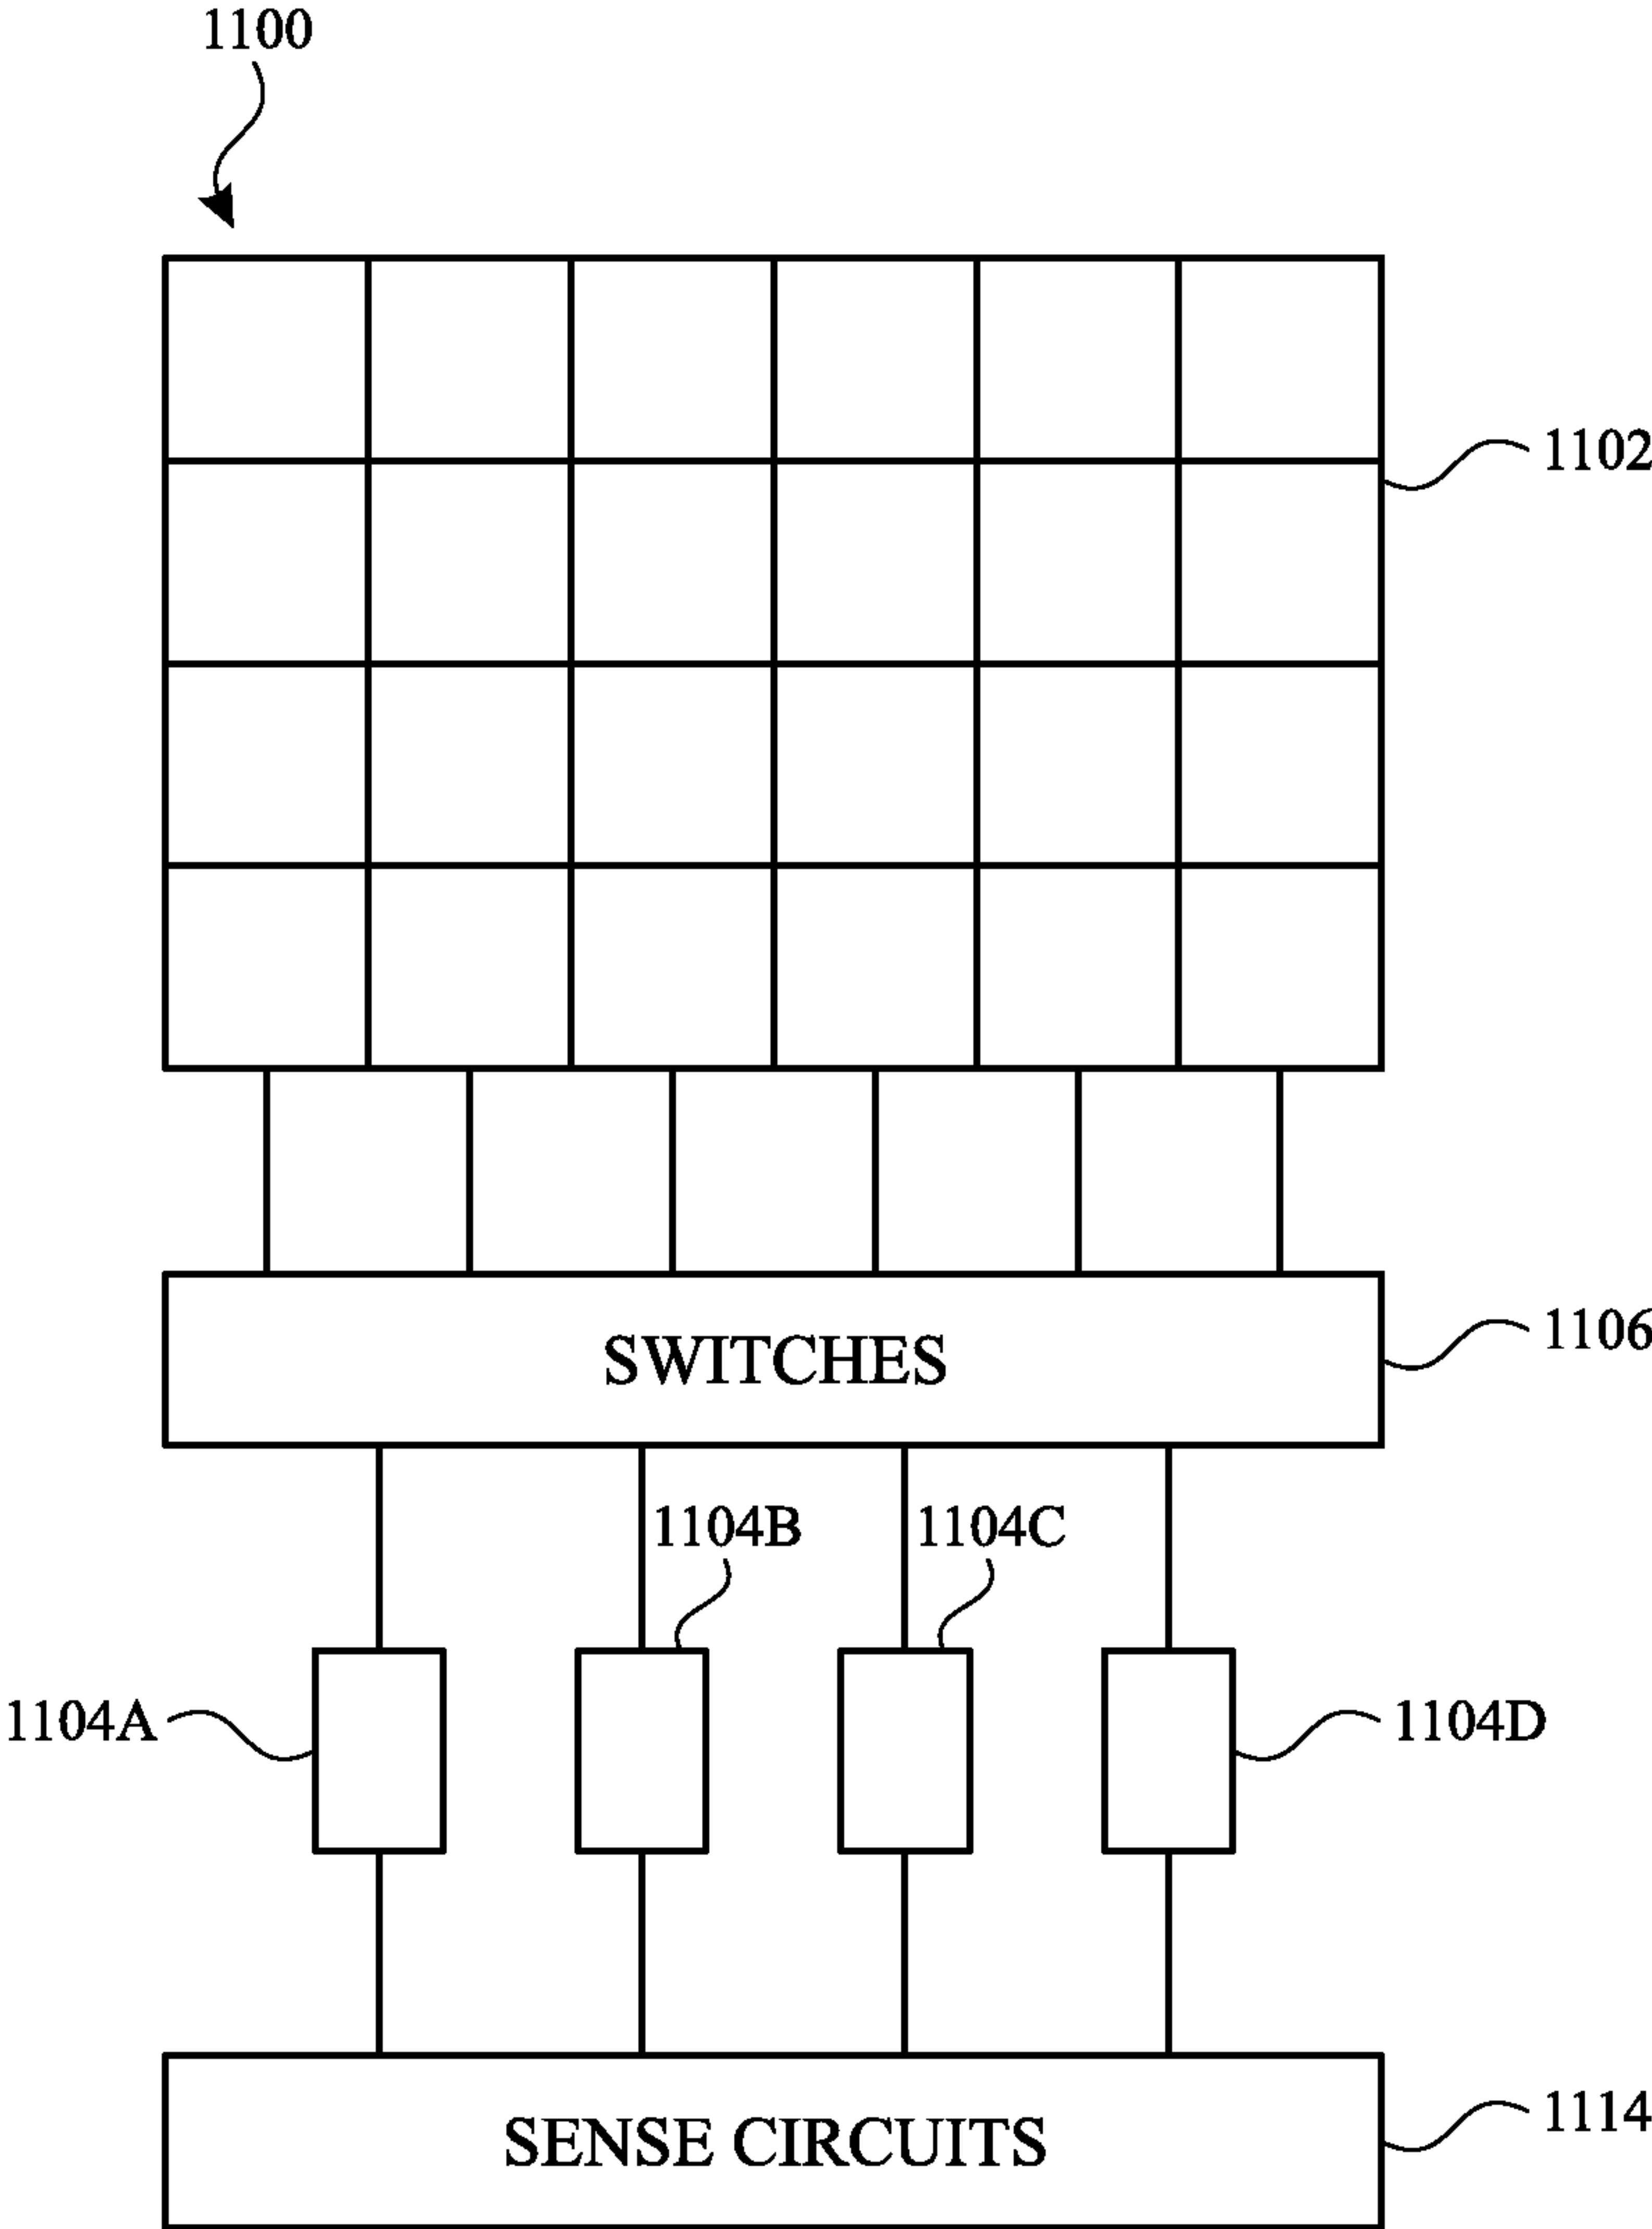 1100
1102
SWITCHES
1106
1104B
1104C
1104A
1104D
SENSE CIRCUITS
1114